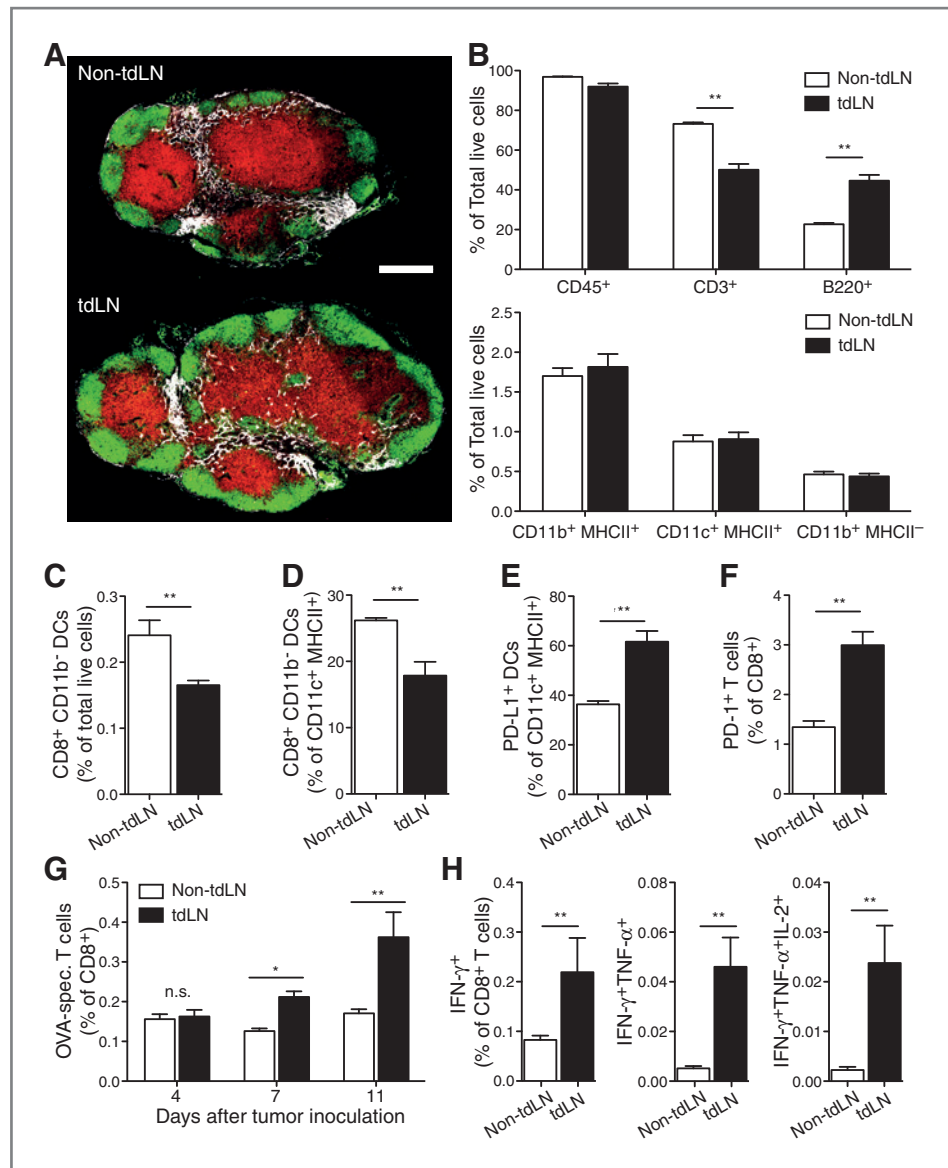 A
Non-tdLN
tdLN
B
% of Total live cells
100
80
60
40
20
0
**
**
Non-tdLN
tdLN
CD45⁺
CD3⁺
B220⁺
% of Total live cells
2.5
2.0
1.5
1.0
0.5
0.0
Non-tdLN
tdLN
CD11b⁺ MHCII⁺
CD11c⁺ MHCII⁺
CD11b⁺ MHCII⁻
C
CD8⁺ CD11b⁻ DCs
(% of total live cells)
0.3
0.2
0.1
0.0
**
Non-tdLN
tdLN
D
CD8⁺ CD11b⁻ DCs
(% of CD11c⁺ MHCII+)
30
20
10
0
**
Non-tdLN
tdLN
E
PD-L1⁺ DCs
(% of CD11c⁺ MHCII+)
80
60
40
20
0
**
Non-tdLN
tdLN
F
PD-1⁺ T cells
(% of CD8⁺)
4
3
2
1
0
**
Non-tdLN
tdLN
G
OVA-spec. T cells
(% of CD8⁺)
0.5
0.4
0.3
0.2
0.1
0.0
Non-tdLN
tdLN
n.s.
*
**
4
7
11
Days after tumor inoculation
H
IFN-γ⁺
(% of CD8⁺ T cells)
0.4
0.3
0.2
0.1
0.0
**
Non-tdLN
tdLN
IFN-γ⁺TNF-α⁺
0.08
0.06
0.04
0.02
0.00
**
Non-tdLN
tdLN
IFN-γ⁺TNF-α⁺IL-2⁺
0.04
0.03
0.02
0.01
0.00
**
Non-tdLN
tdLN